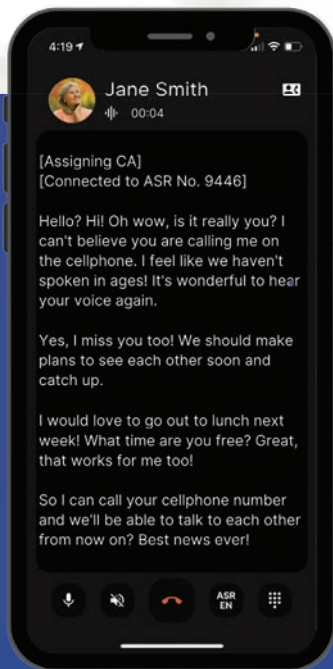 4:19
Jane Smith
00:04
[Assigning CA]
[Connected to ASR No. 9446]
Hello? Hi! Oh wow, is it really you? I
can't believe you are calling me on
the cellphone. I feel like we haven't
spoken in ages! It's wonderful to hear
your voice again.
Yes, I miss you too! We should make
plans to see each other soon and
catch up.
I would love to go out to lunch next
week! What time are you free? Great,
that works for me too!
So I can call your cellphone number
and we'll be able to talk to each other
from now on? Best news ever!
ASR
EN